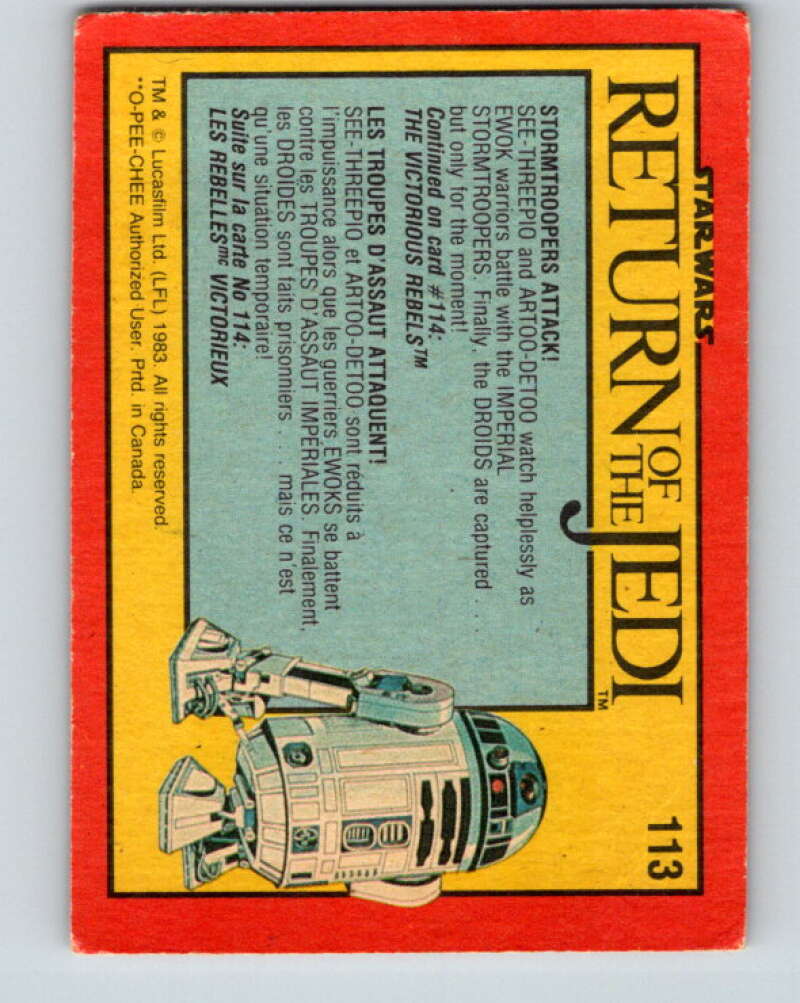 STAR WARS
RETURN OF THE JEDI™
113
STORMTROOPERS ATTACK!
SEE-THREEPIO and ARTOO-DETOO watch helplessly as
EWOK warriors battle with the IMPERIAL
STORMTROOPERS. Finally, the DROIDS are captured . . .
but only for the moment!
Continued on card #114:
THE VICTORIOUS REBELS™
LES TROUPES D'ASSAUT ATTAQUENT!
SEE-THREEPIO et ARTOO-DETOO sont réduits à
l'impuissance alors que les guerriers EWOKS se battent
contre les TROUPES D'ASSAUT IMPÉRIALES. Finalement,
les DROIDES sont faits prisonniers . . . mais ce n'est
qu'une situation temporaire!
Suite sur la carte No 114:
LES REBELLESmc VICTORIEUX
TM & © Lucasfilm Ltd. (LFL) 1983. All rights reserved.
**O-PEE-CHEE Authorized User. Prtd. in Canada.